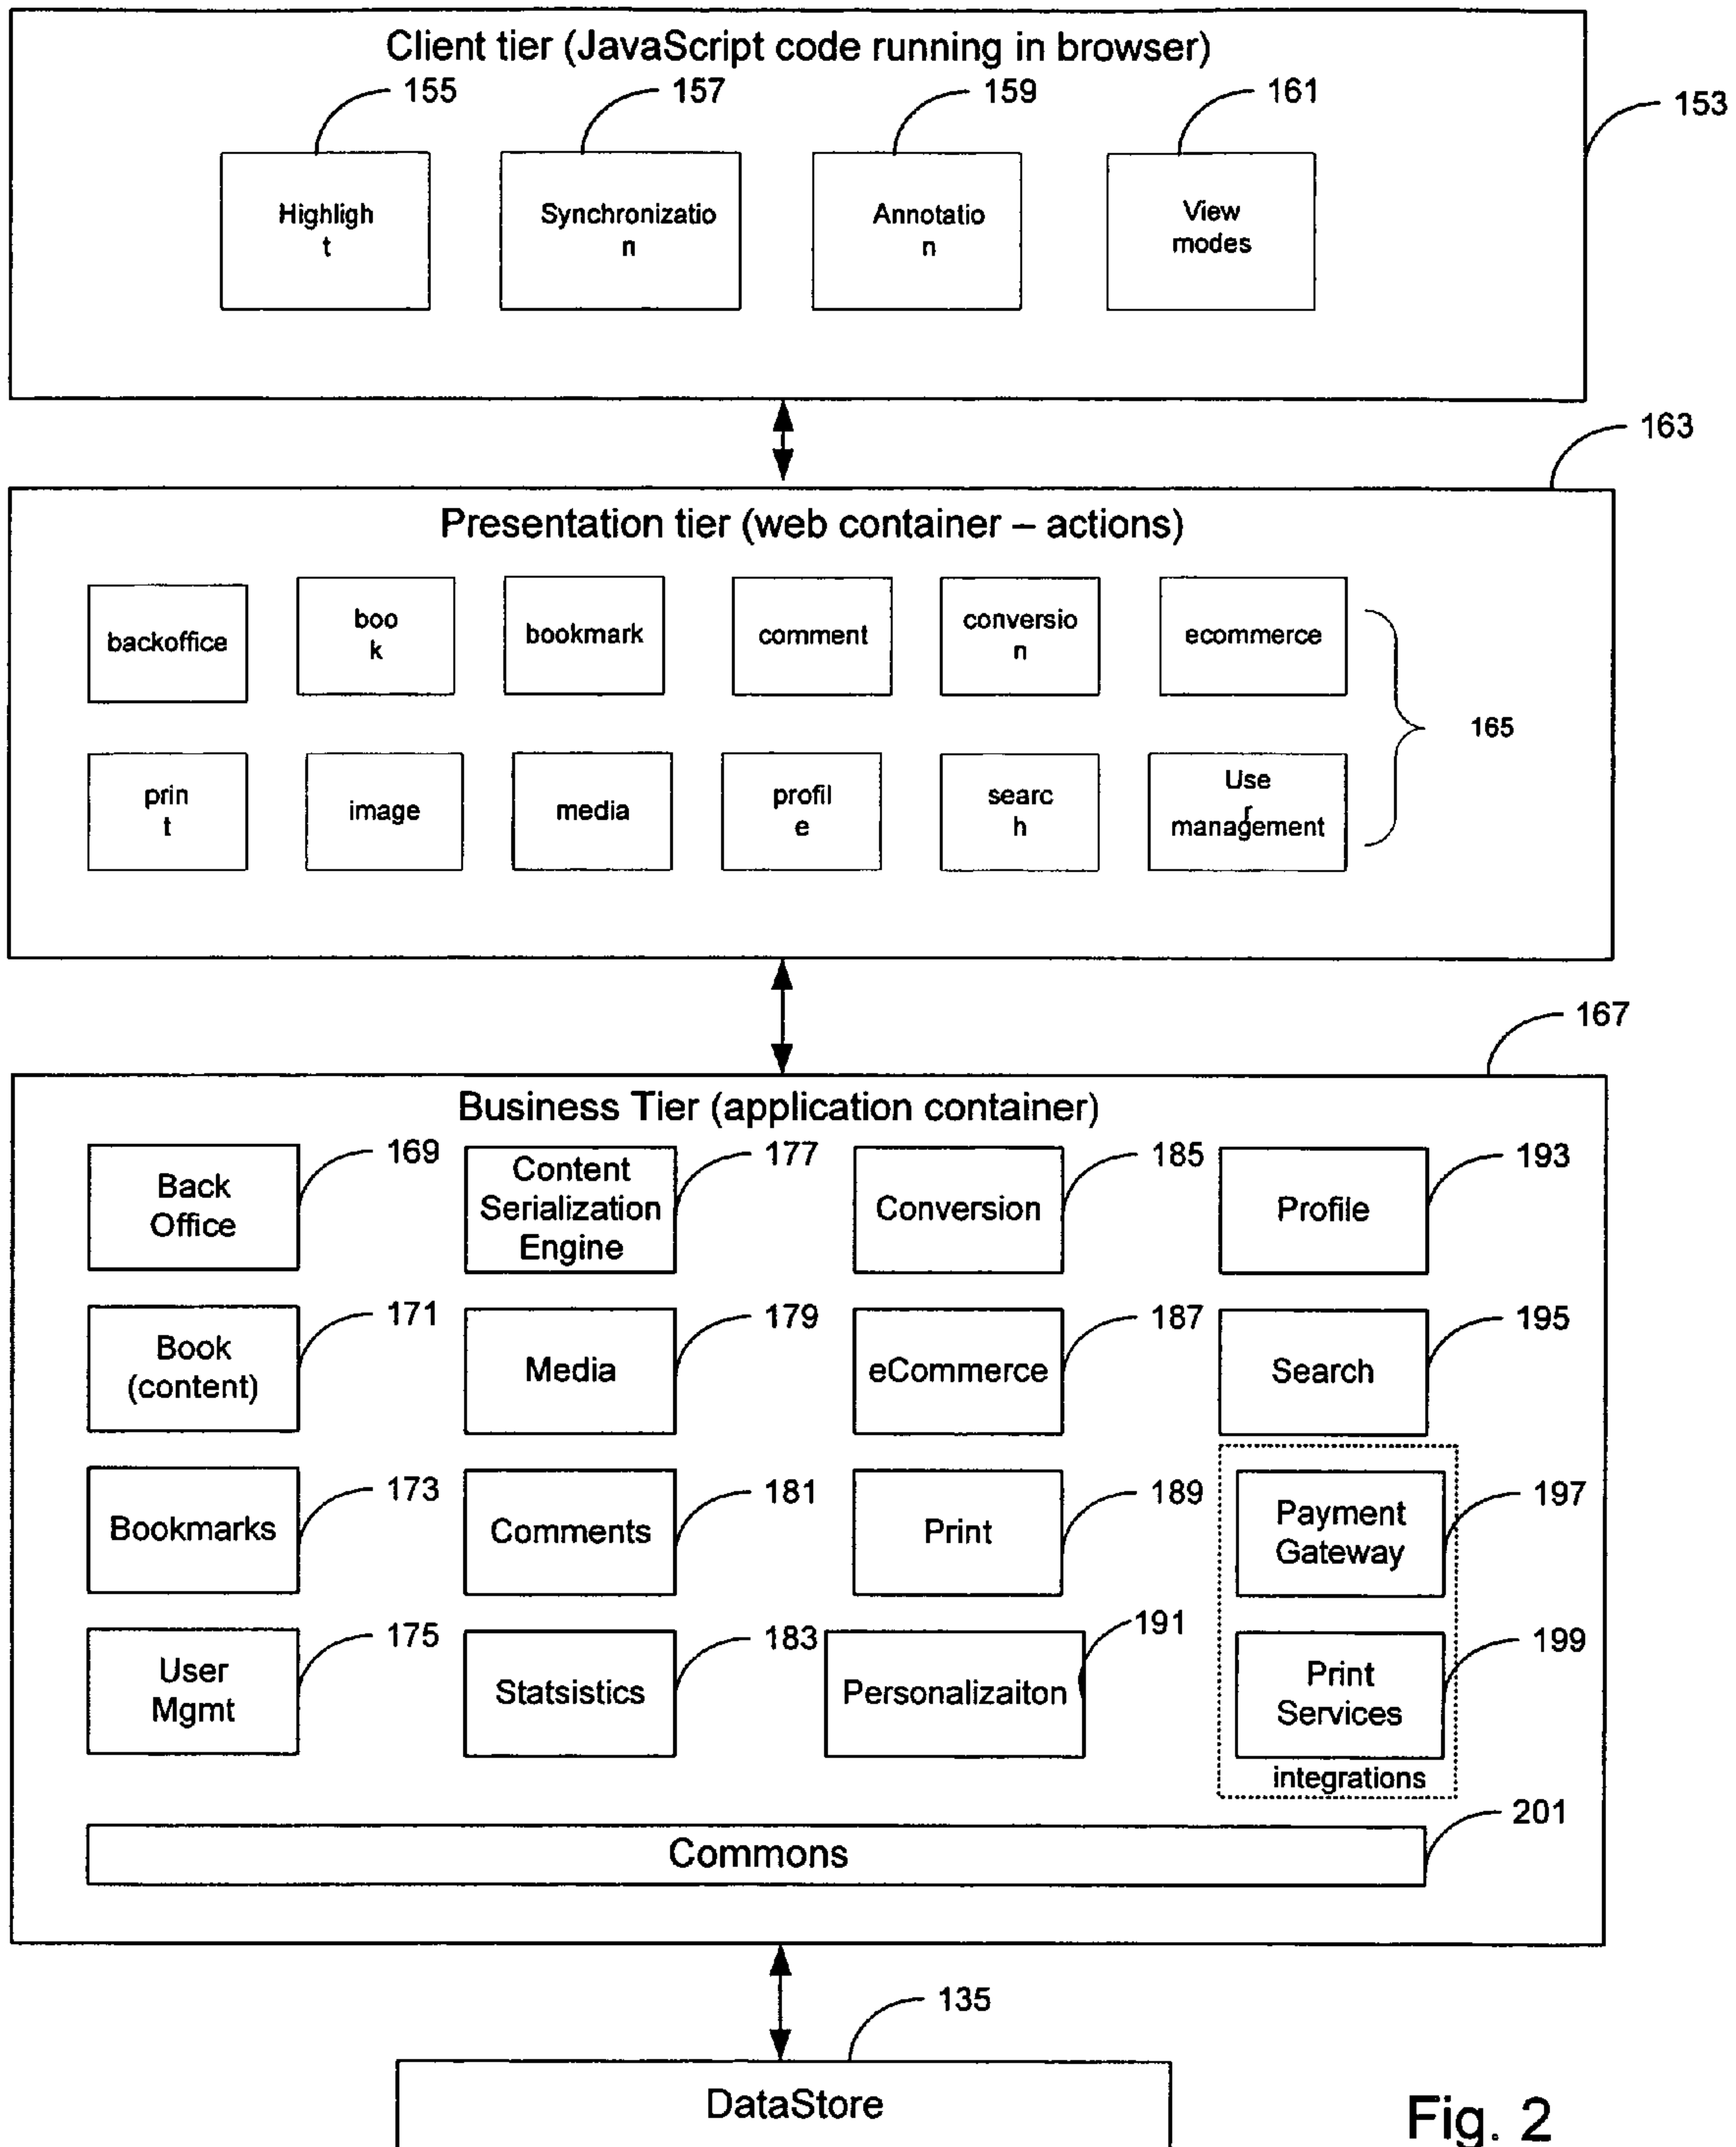 Client tier (JavaScript code running in browser)
155
157
159
161
153
Highligh
t
Synchronizatio
n
Annotatio
n
View
modes
163
Presentation tier (web container – actions)
backoffice
boo
k
bookmark
comment
conversio
n
ecommerce
165
prin
t
image
media
profil
e
searc
h
Use
r
management
167
Business Tier (application container)
169
177
185
193
Back
Office
Content
Serialization
Engine
Conversion
Profile
171
179
187
195
Book
(content)
Media
eCommerce
Search
173
181
189
197
Bookmarks
Comments
Print
Payment
Gateway
175
183
191
199
User
Mgmt
Statsistics
Personalizaiton
Print
Services
integrations
201
Commons
135
DataStore
Fig. 2